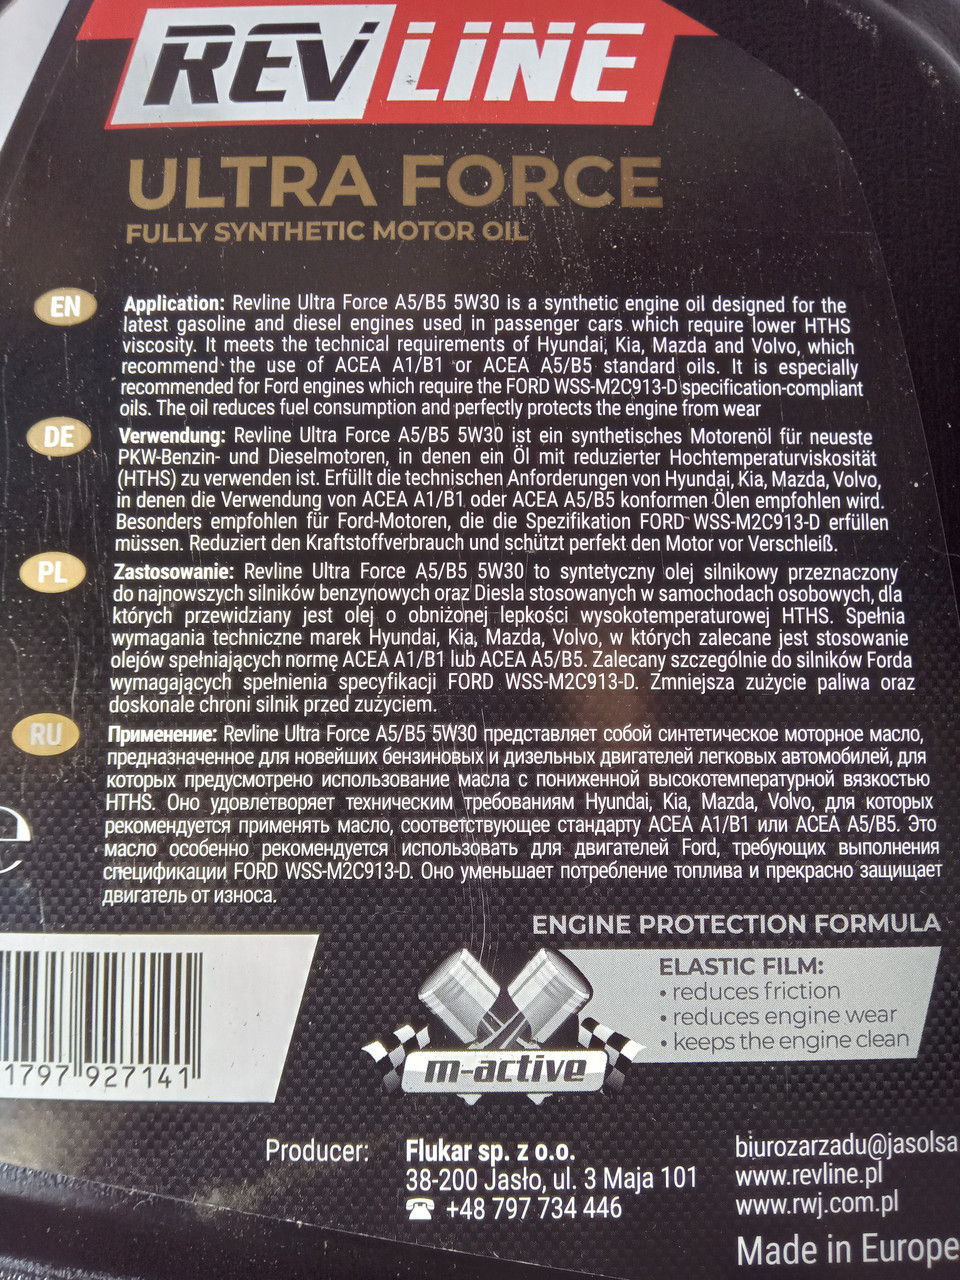 REVLINE
ULTRA FORCE
FULLY SYNTHETIC MOTOR OIL
EN
Application: Revline Ultra Force A5/B5 5W30 is a synthetic engine oil designed for the
latest gasoline and diesel engines used in passenger cars which require lower HTHS
viscosity. It meets the technical requirements of Hyundai, Kia, Mazda and Volvo, which
recommend the use of ACEA A1/B1 or ACEA A5/B5 standard oils. It is especially
recommended for Ford engines which require the FORD WSS-M2C913-D specification-compliant
oils. The oil reduces fuel consumption and perfectly protects the engine from wear
DE
Verwendung: Revline Ultra Force A5/B5 5W30 ist ein synthetisches Motorenöl für neueste
PKW-Benzin- und Dieselmotoren, in denen ein Öl mit reduzierter Hochtemperaturviskosität
(HTHS) zu verwenden ist. Erfüllt die technischen Anforderungen von Hyundai, Kia, Mazda, Volvo,
in denen die Verwendung von ACEA A1/B1 oder ACEA A5/B5 konformen Ölen empfohlen wird.
Besonders empfohlen für Ford-Motoren, die die Spezifikation FORD WSS-M2C913-D erfüllen
müssen. Reduziert den Kraftstoffverbrauch und schützt perfekt den Motor vor Verschleiß.
PL
Zastosowanie: Revline Ultra Force A5/B5 5W30 to syntetyczny olej silnikowy przeznaczony
do najnowszych silników benzynowych oraz Diesla stosowanych w samochodach osobowych, dla
których przewidziany jest olej o obniżonej lepkości wysokotemperaturowej HTHS. Spełnia
wymagania techniczne marek Hyundai, Kia, Mazda, Volvo, w których zalecane jest stosowanie
olejów spełniających normę ACEA A1/B1 lub ACEA A5/B5. Zalecany szczególnie do silników Forda
wymagających spełnienia specyfikacji FORD WSS-M2C913-D. Zmniejsza zużycie paliwa oraz
doskonale chroni silnik przed zużyciem.
RU
Применение: Revline Ultra Force A5/B5 5W30 представляет собой синтетическое моторное масло,
предназначенное для новейших бензиновых и дизельных двигателей легковых автомобилей, для
которых предусмотрено использование масла с пониженной высокотемпературной вязкостью
HTHS. Оно удовлетворяет техническим требованиям Hyundai, Kia, Mazda, Volvo, для которых
рекомендуется применять масло, соответствующее стандарту ACEA A1/B1 или ACEA A5/B5. Это
масло особенно рекомендуется использовать для двигателей Ford, требующих выполнения
спецификации FORD WSS-M2C913-D. Оно уменьшает потребление топлива и прекрасно защищает
двигатель от износа.
e
ENGINE PROTECTION FORMULA
ELASTIC FILM:
• reduces friction
• reduces engine wear
• keeps the engine clean
m-active
1797 927141
Producer:
Flukar sp. z o.o.
38-200 Jasło, ul. 3 Maja 101
☎ +48 797 734 446
biurozarzadu@jasolsa
www.revline.pl
www.rwj.com.pl
Made in Europe